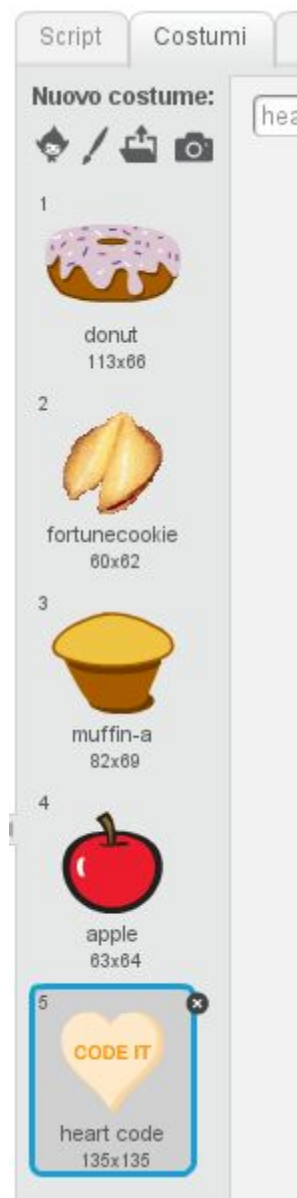 Script
Costumi
Nuovo costume:
hea
1
donut
113x66
2
fortunecookie
60x62
3
muffin-a
82x69
4
apple
63x64
5
CODE IT
heart code
135x135